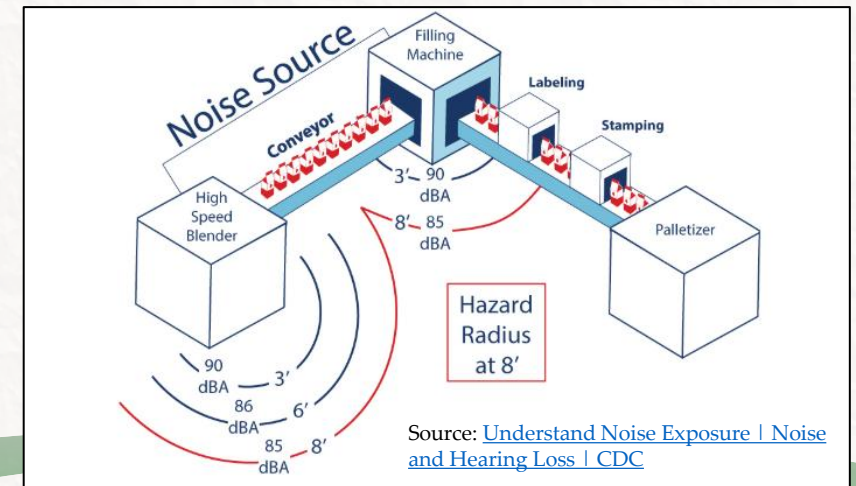 Noise Source
Conveyor
Filling
Machine
Labeling
Stamping
High
Speed
Blender
Palletizer
3' 90
dBA
8' 85
dBA
90
dBA 3'
86
dBA 6'
85
dBA 8'
Hazard
Radius
at 8'
Source: Understand Noise Exposure | Noise
and Hearing Loss | CDC